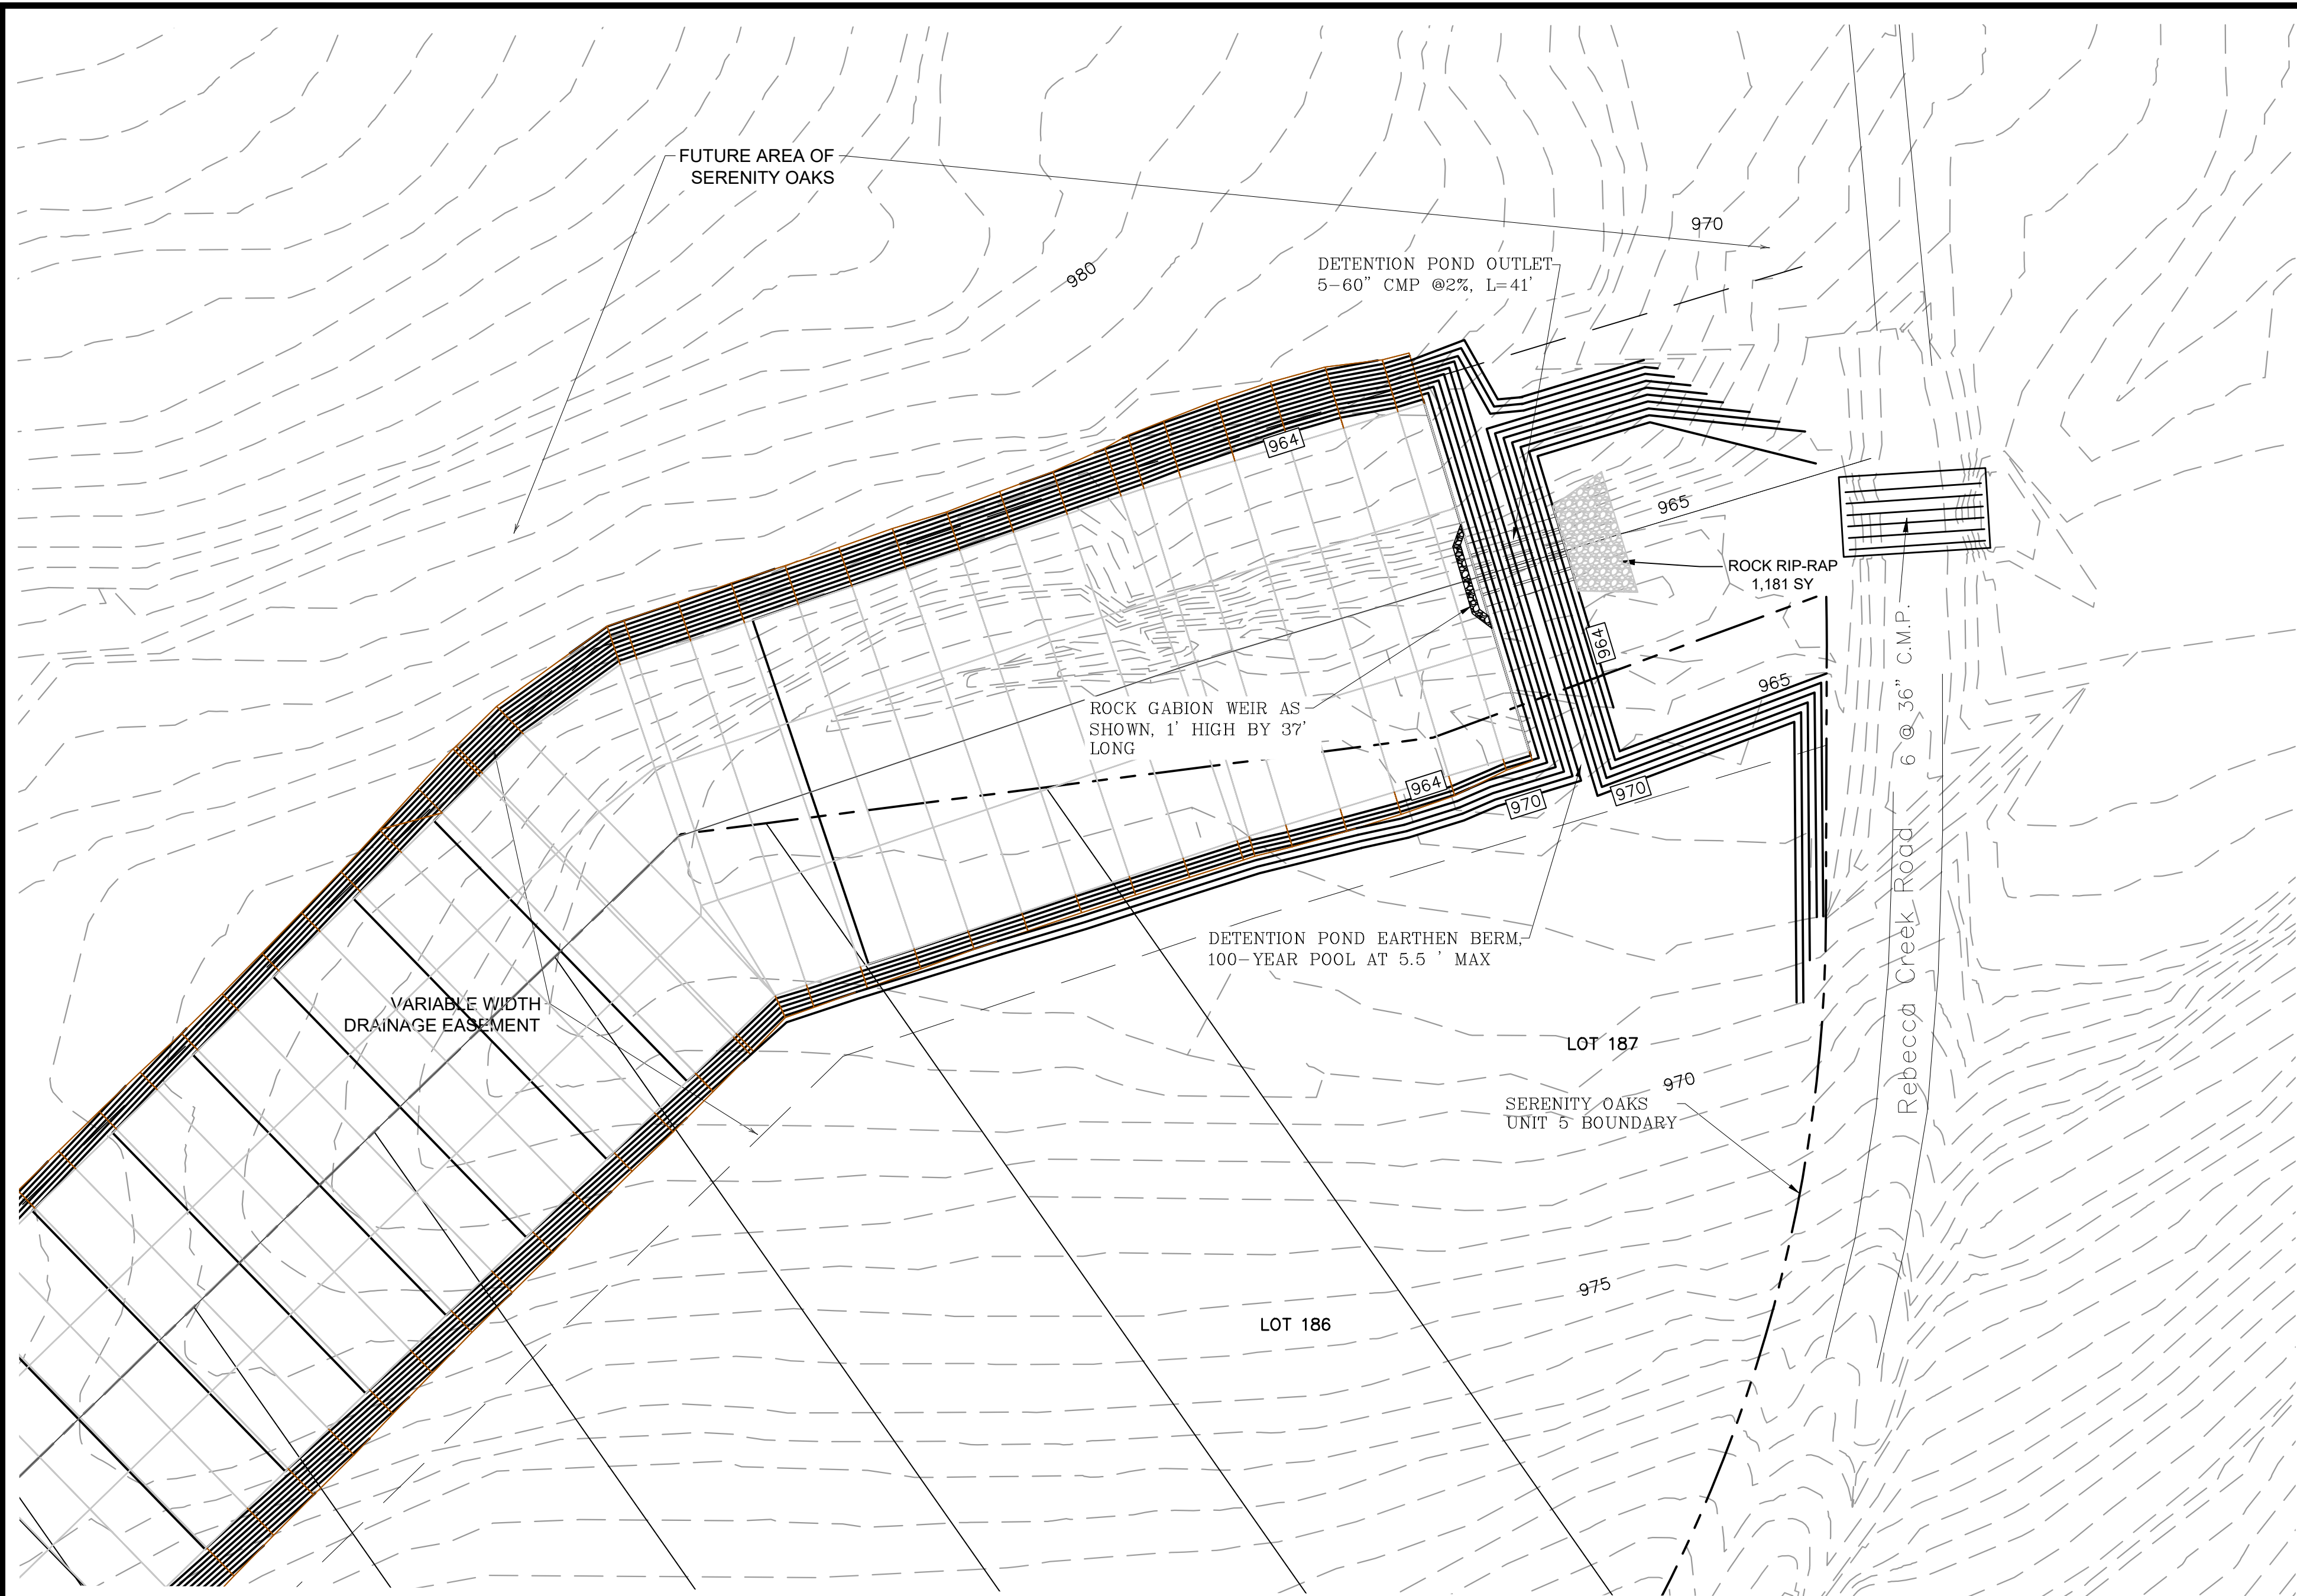 FUTURE AREA OF
SERENITY OAKS
970
980
DETENTION POND OUTLET
5-60" CMP @2%, L=41'
964
965
ROCK RIP-RAP
1,181 SY
6 @ 36" C.M.P.
964
965
ROCK GABION WEIR AS
SHOWN, 1' HIGH BY 37'
LONG
964
970
970
DETENTION POND EARTHEN BERM,
100-YEAR POOL AT 5.5 ' MAX
VARIABLE WIDTH
DRAINAGE EASEMENT
Rebecca Creek Road
LOT 187
970
SERENITY OAKS
UNIT 5 BOUNDARY
975
LOT 186